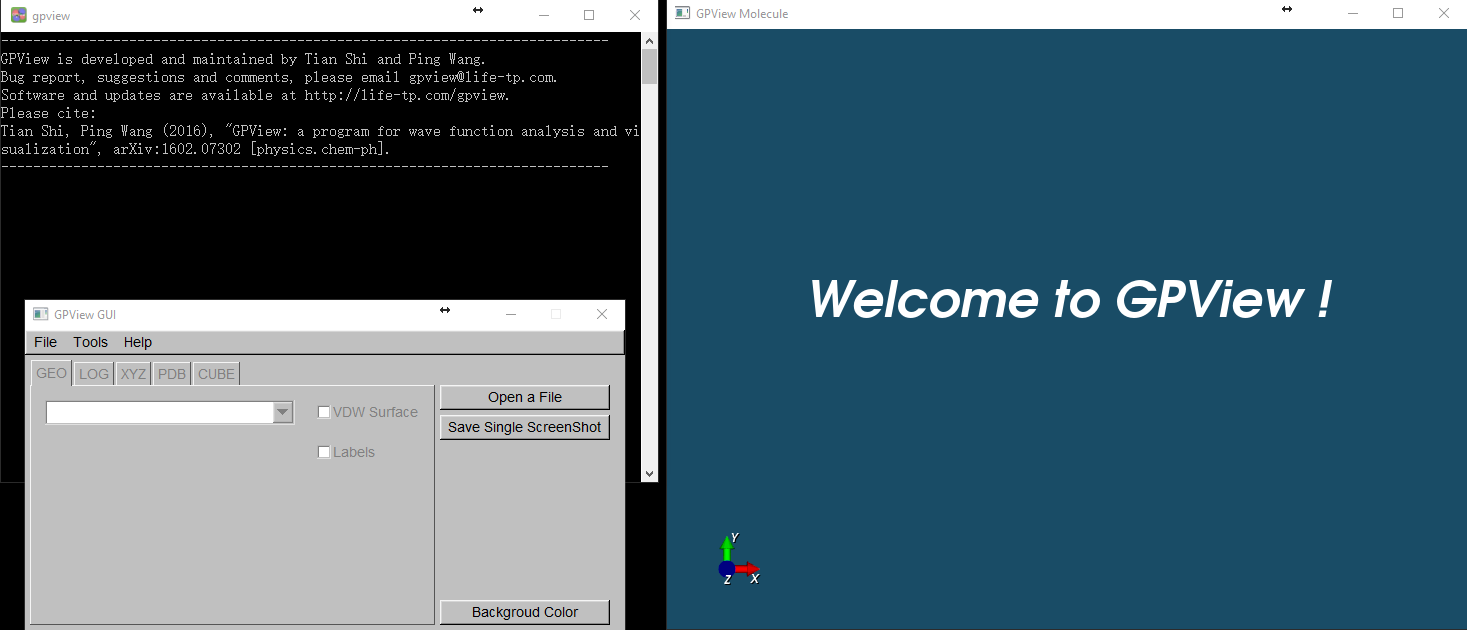 gpview
--------------------------------------------------------------------------------
GPView is developed and maintained by Tian Shi and Ping Wang.
Bug report, suggestions and comments, please email gpview@life-tp.com.
Software and updates are available at http://life-tp.com/gpview.
Please cite:
Tian Shi, Ping Wang (2016), "GPView: a program for wave function analysis and vi
sualization", arXiv:1602.07302 [physics.chem-ph].
--------------------------------------------------------------------------------
GPView GUI
File Tools Help
GEO LOG XYZ PDB CUBE
VDW Surface
Labels
Open a File
Save Single ScreenShot
Backgroud Color
GPView Molecule
Welcome to GPView !
Y
Z X